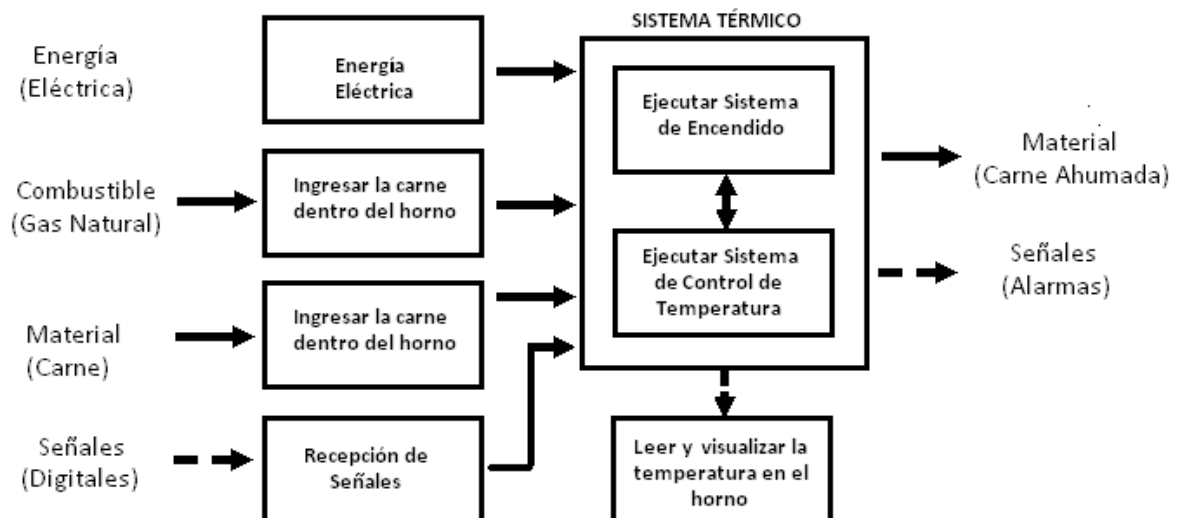 SISTEMA TÉRMICO
Energía
(Eléctrica)
Energía
Eléctrica
Ejecutar Sistema
de Encendido
Material
(Carne Ahumada)
Combustible
(Gas Natural)
Ingresar la carne
dentro del horno
Ejecutar Sistema
de Control de
Temperatura
Señales
(Alarmas)
Material
(Carne)
Ingresar la carne
dentro del horno
Señales
(Digitales)
Recepción de
Señales
Leer y visualizar la
temperatura en el
horno